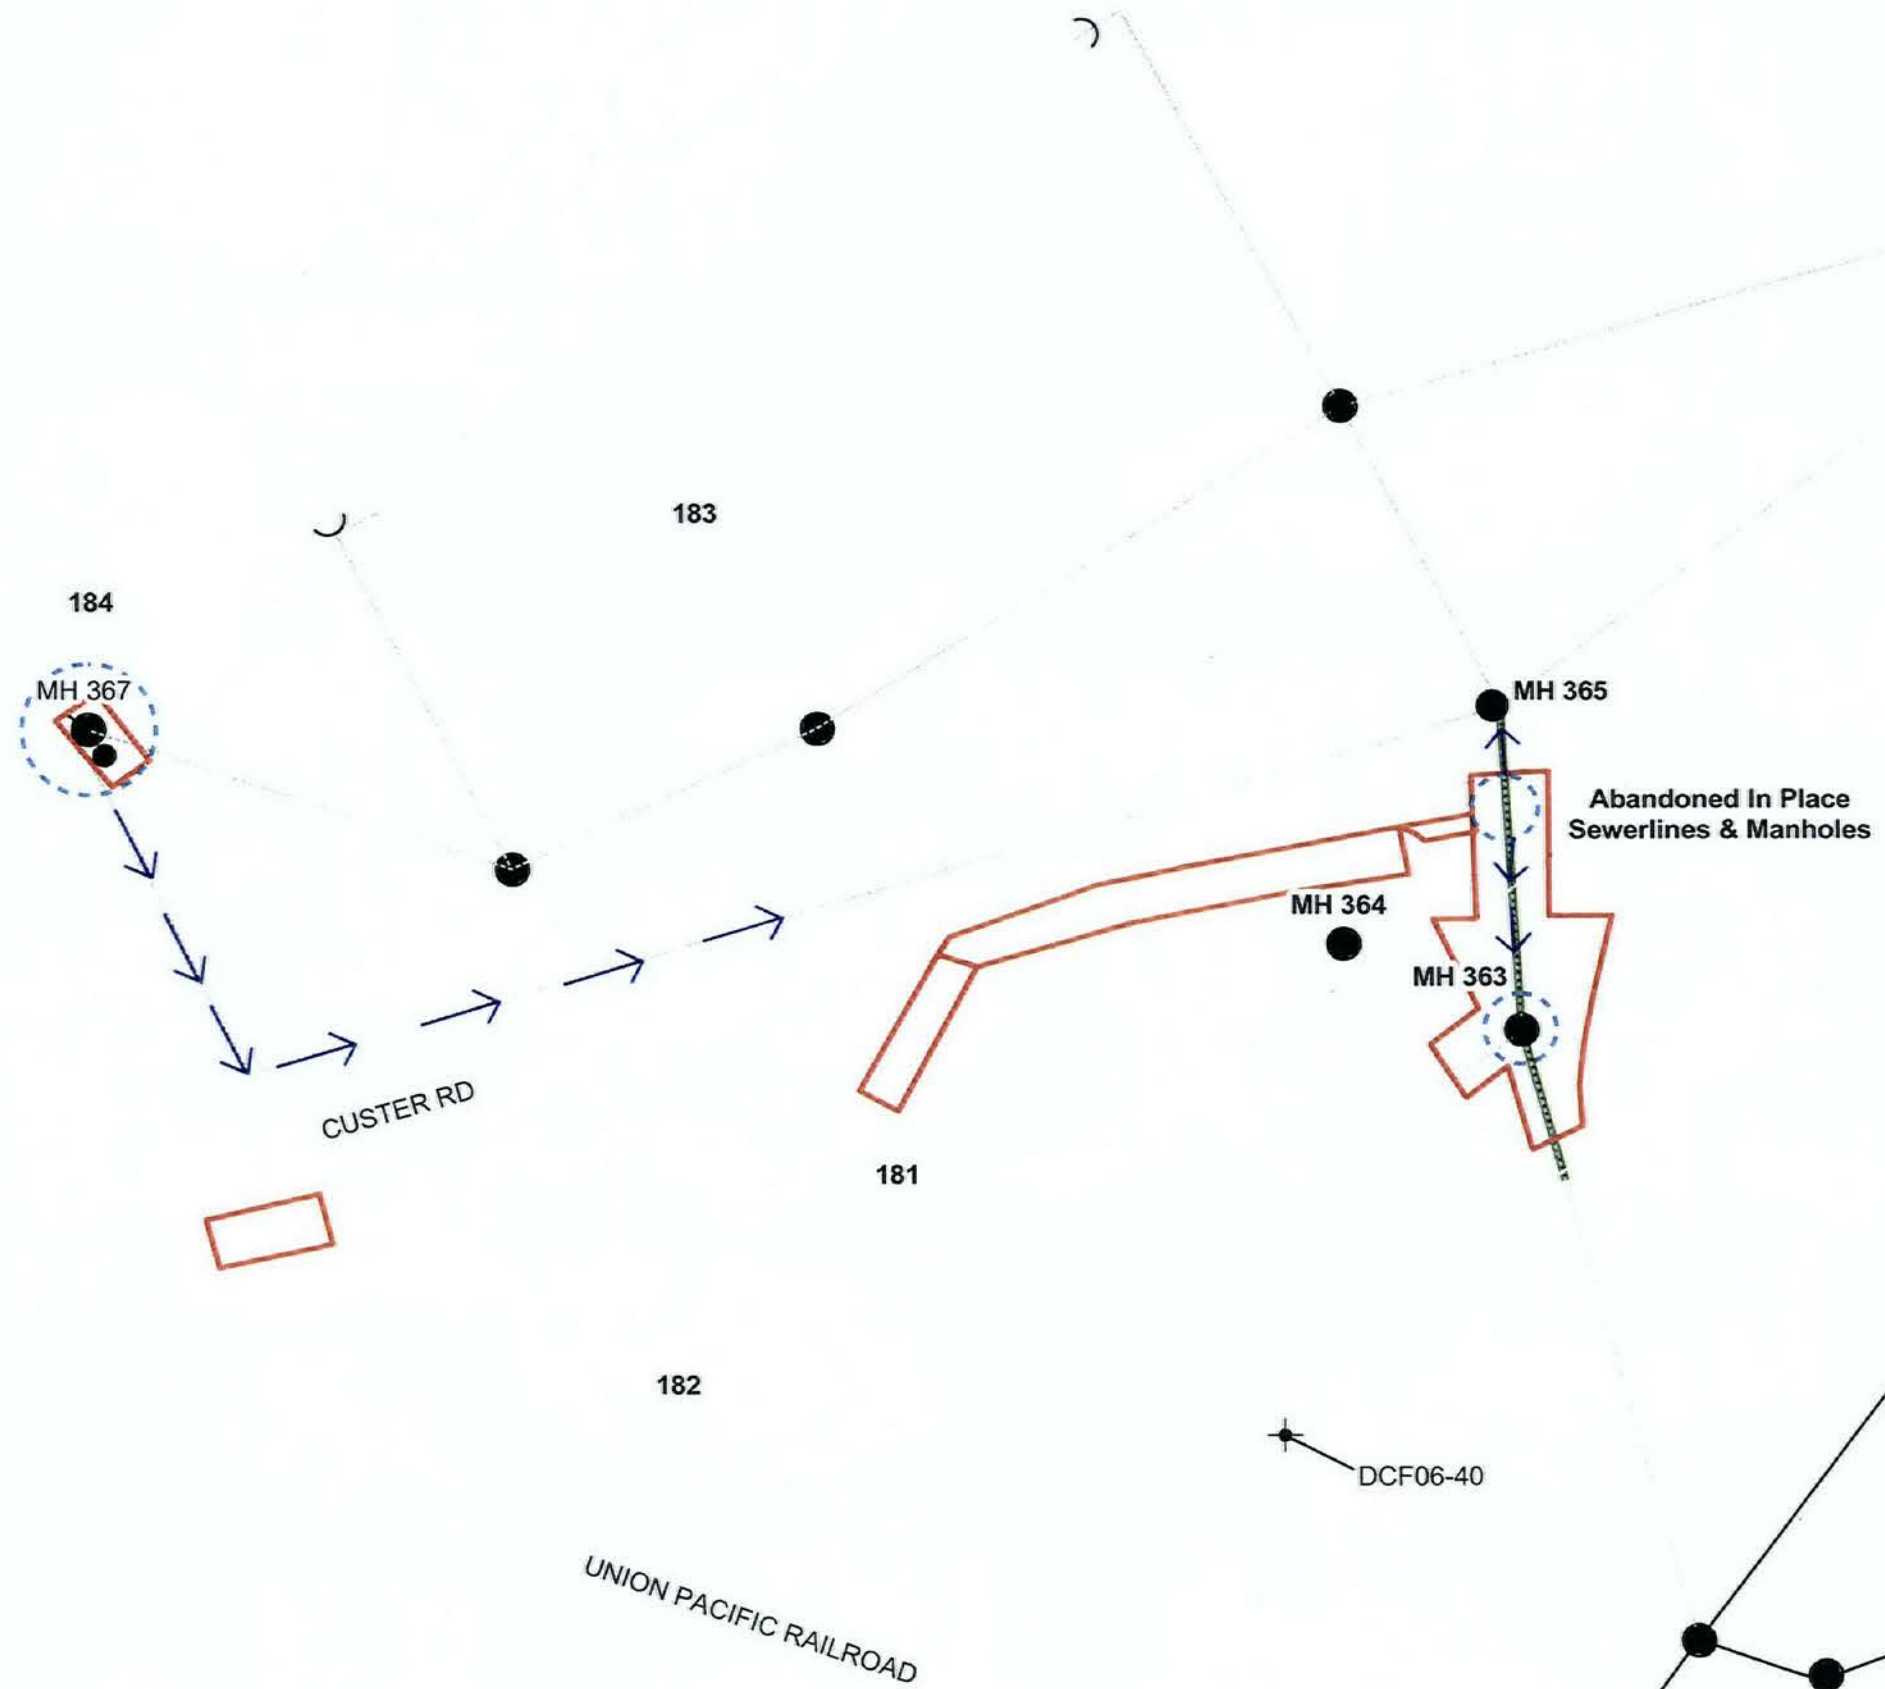 183
184
MH 367
MH 365
Abandoned In Place
Sewerlines & Manholes
MH 364
MH 363
CUSTER RD
181
182
DCF06-40
UNION PACIFIC RAILROAD